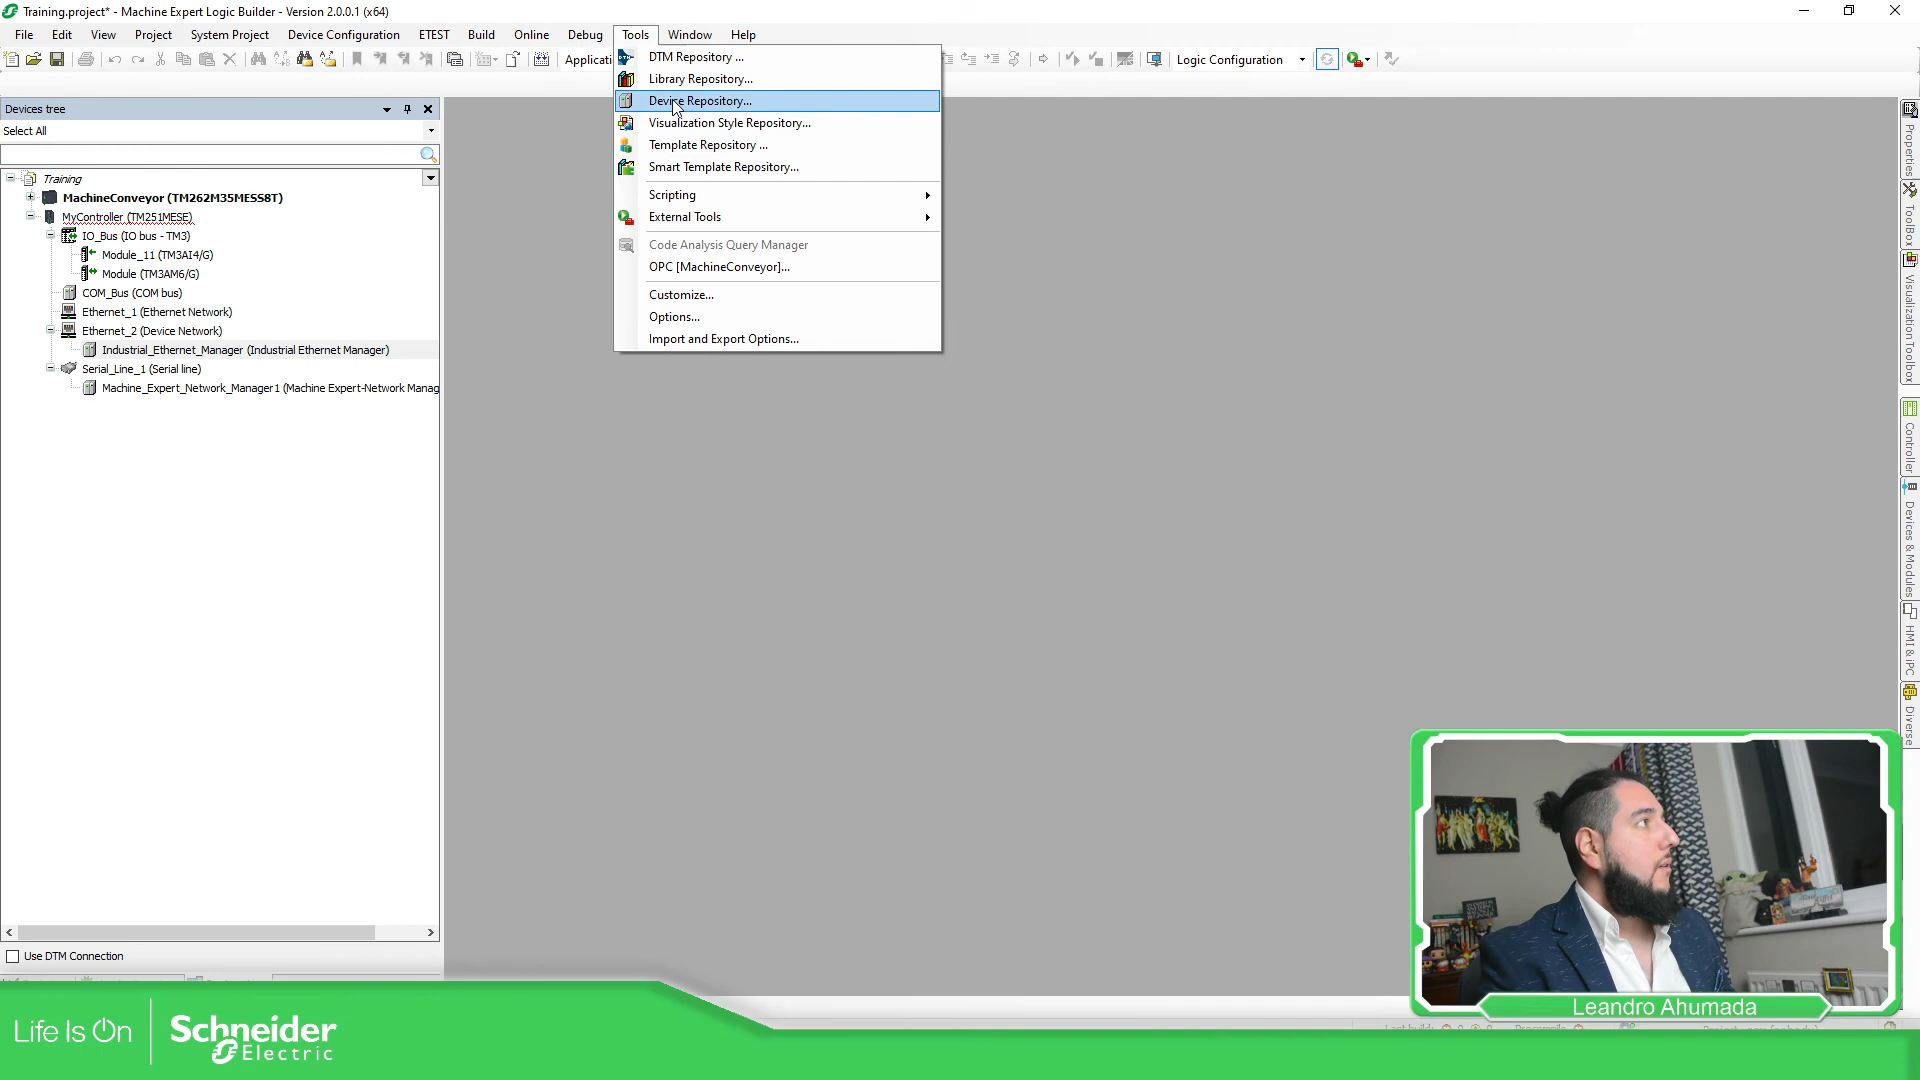 Training.project* - Machine Expert Logic Builder - Version 2.0.0.1 (x64)
File Edit View Project System Project Device Configuration ETEST Build Online Debug Tools Window Help
Applicati
Logic Configuration
DTM Repository ...
Library Repository...
Device Repository...
Visualization Style Repository...
Template Repository ...
Smart Template Repository...
Scripting
External Tools
Code Analysis Query Manager
OPC [MachineConveyor]...
Customize...
Options...
Import and Export Options...
Devices tree
Select All
Training
MachineConveyor (TM262M35MESS8T)
MyController (TM251MESE)
IO_Bus (IO bus - TM3)
Module_11 (TM3AI4/G)
Module (TM3AM6/G)
COM_Bus (COM bus)
Ethernet_1 (Ethernet Network)
Ethernet_2 (Device Network)
Industrial_Ethernet_Manager (Industrial Ethernet Manager)
Serial_Line_1 (Serial line)
Machine_Expert_Network_Manager1 (Machine Expert-Network Manag
Use DTM Connection
Properties
ToolBox
Visualization Toolbox
Controller
Devices & Modules
HMI & iPC
Diverse
Leandro Ahumada
Life Is On
Schneider
Electric